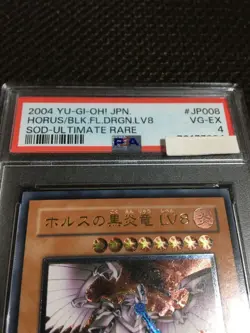 2004 YU-GI-OH! JPN. #JP008
HORUS/BLK.FL.DRGN.LV8 VG-EX
SOD-ULTIMATE RARE 4
PSA
ホルスの黒炎竜 LV8